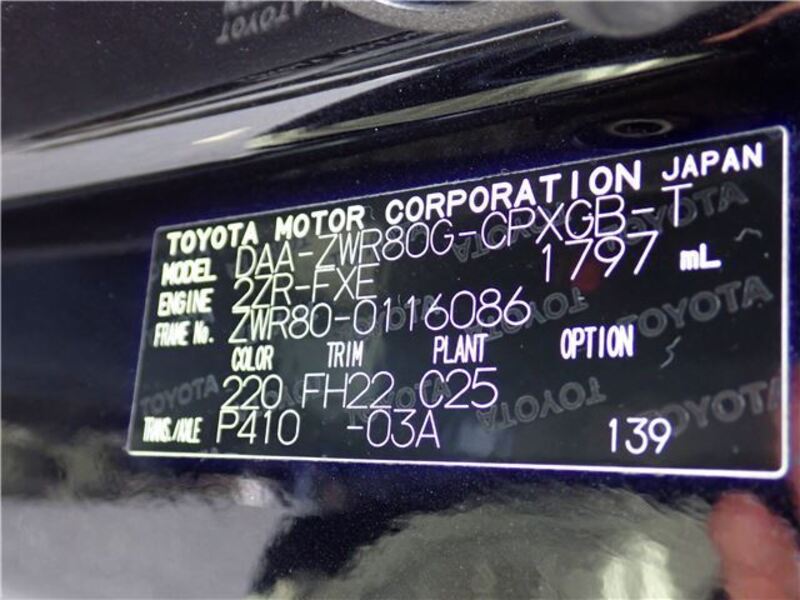 TOYOTA MOTOR CORPORATION JAPAN
MODEL DAA-ZWR80G-CPXGB-T
ENGINE 2ZR-FXE 1797 mL
FRAME No. ZWR80-0116086
COLOR TRIM PLANT OPTION
220 FH22 C25
TRANS./AXLE P410 -03A 139